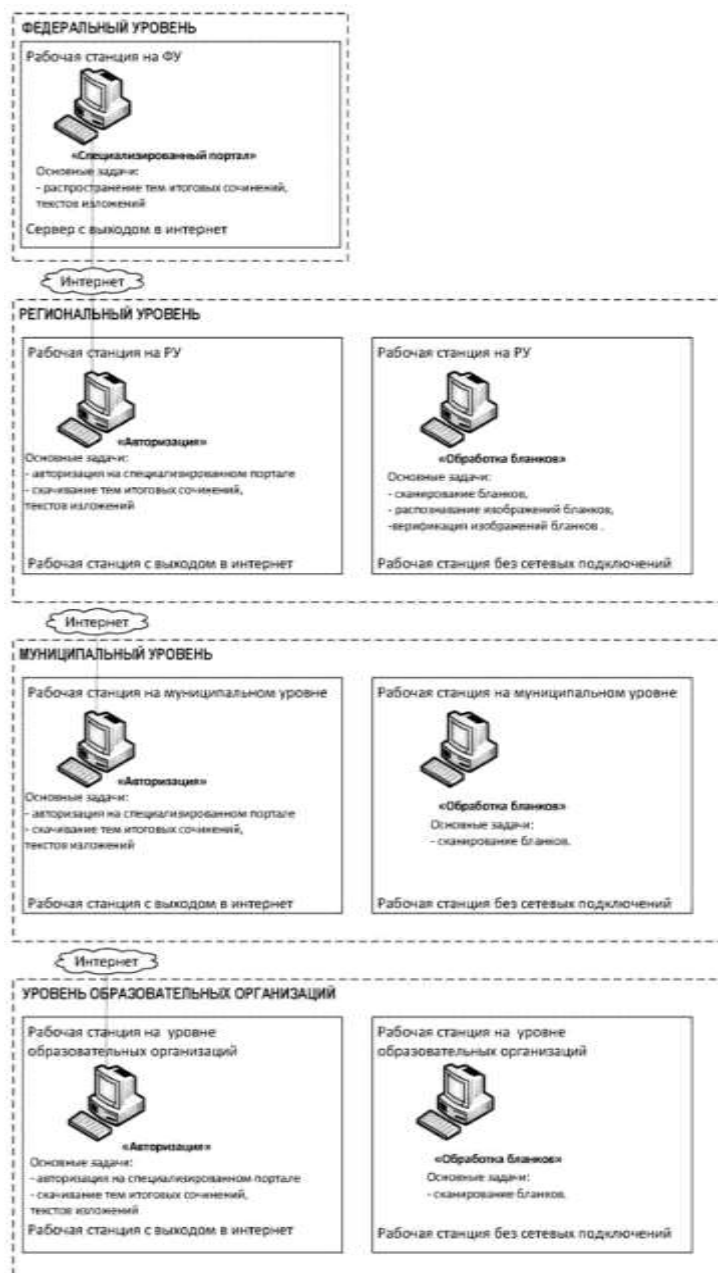 ФЕДЕРАЛЬНЫЙ УРОВЕНЬ
Рабочая станция на ФУ
«Специализированный портал»
Основные задачи:
- распространение тем итоговых сочинений,
текстов изложений
Сервер с выходом в интернет
Интернет
РЕГИОНАЛЬНЫЙ УРОВЕНЬ
Рабочая станция на РУ
«Авторизация»
Основные задачи:
- авторизация на специализированном портале
- скачивание тем итоговых сочинений,
текстов изложений
Рабочая станция с выходом в интернет
Рабочая станция на РУ
«Обработка бланков»
Основные задачи:
- сканирование бланков,
- распознавание изображений бланков,
-верификация изображений бланков .
Рабочая станция без сетевых подключений
Интернет
МУНИЦИПАЛЬНЫЙ УРОВЕНЬ
Рабочая станция на муниципальном уровне
«Авторизация»
Основные задачи:
- авторизация на специализированном портале
- скачивание тем итоговых сочинений,
текстов изложений
Рабочая станция с выходом в интернет
Рабочая станция на муниципальном уровне
«Обработка бланков»
Основные задачи:
- сканирование бланков.
Рабочая станция без сетевых подключений
Интернет
УРОВЕНЬ ОБРАЗОВАТЕЛЬНЫХ ОРГАНИЗАЦИЙ
Рабочая станция на уровне
образовательных организаций
«Авторизация»
Основные задачи:
- авторизация на специализированном портале
- скачивание тем итоговых сочинений,
текстов изложений
Рабочая станция с выходом в интернет
Рабочая станция на уровне
образовательных организаций
«Обработка бланков»
Основные задачи:
- сканирование бланков.
Рабочая станция без сетевых подключений